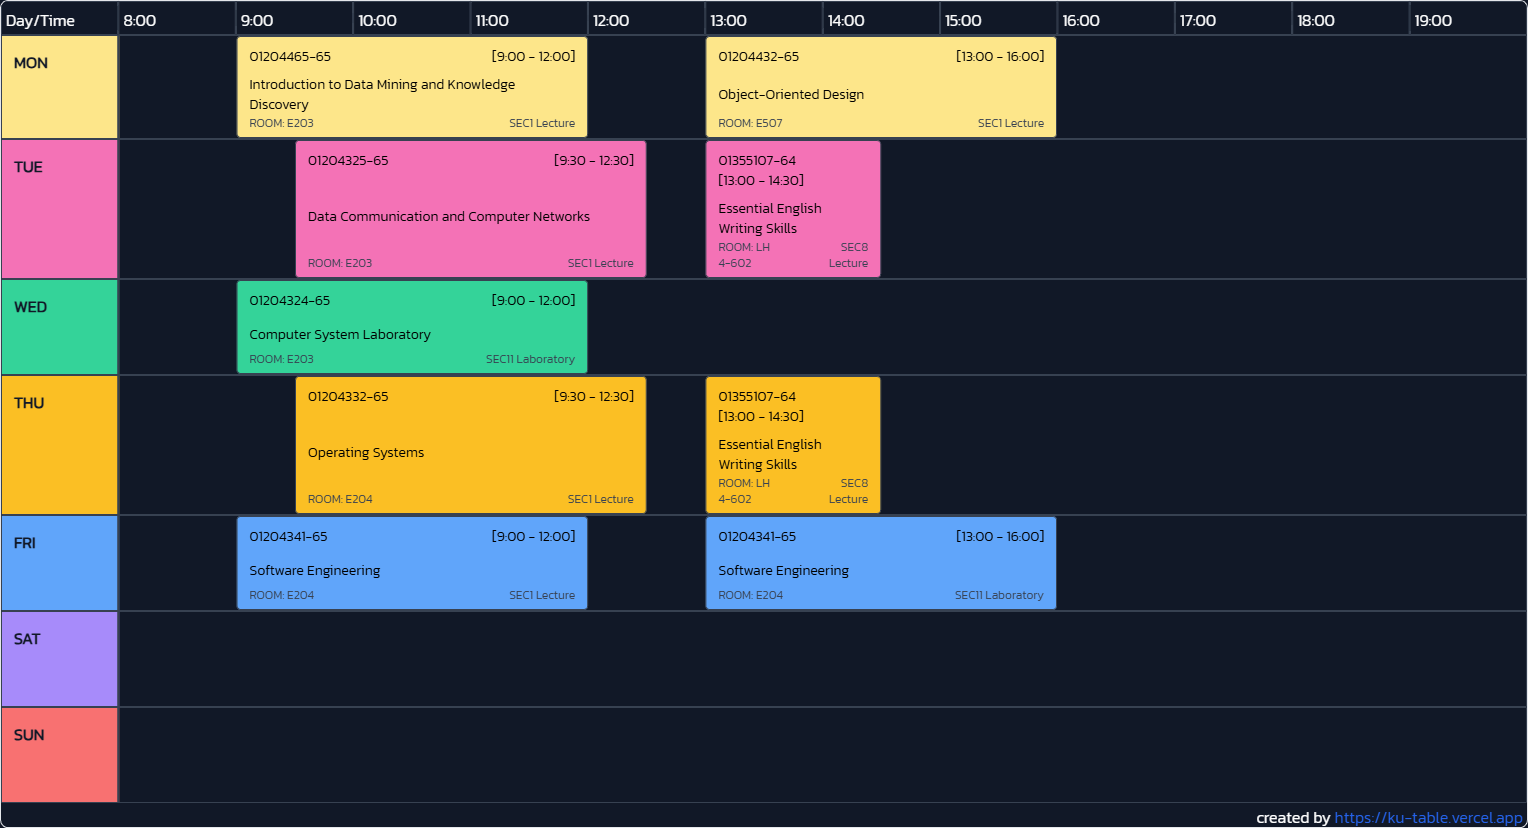 Day/Time 8:00 9:00 10:00 11:00 12:00 13:00 14:00 15:00 16:00 17:00 18:00 19:00
MON
01204465-65 [9:00 - 12:00]
Introduction to Data Mining and Knowledge
Discovery
ROOM: E203 SEC1 Lecture
01204432-65 [13:00 - 16:00]
Object-Oriented Design
ROOM: E507 SEC1 Lecture
TUE
01204325-65 [9:30 - 12:30]
Data Communication and Computer Networks
ROOM: E203 SEC1 Lecture
01355107-64
[13:00 - 14:30]
Essential English
Writing Skills
ROOM: LH SEC8
4-602 Lecture
WED
01204324-65 [9:00 - 12:00]
Computer System Laboratory
ROOM: E203 SEC11 Laboratory
THU
01204332-65 [9:30 - 12:30]
Operating Systems
ROOM: E204 SEC1 Lecture
01355107-64
[13:00 - 14:30]
Essential English
Writing Skills
ROOM: LH SEC8
4-602 Lecture
FRI
01204341-65 [9:00 - 12:00]
Software Engineering
ROOM: E204 SEC1 Lecture
01204341-65 [13:00 - 16:00]
Software Engineering
ROOM: E204 SEC11 Laboratory
SAT
SUN
created by https://ku-table.vercel.app